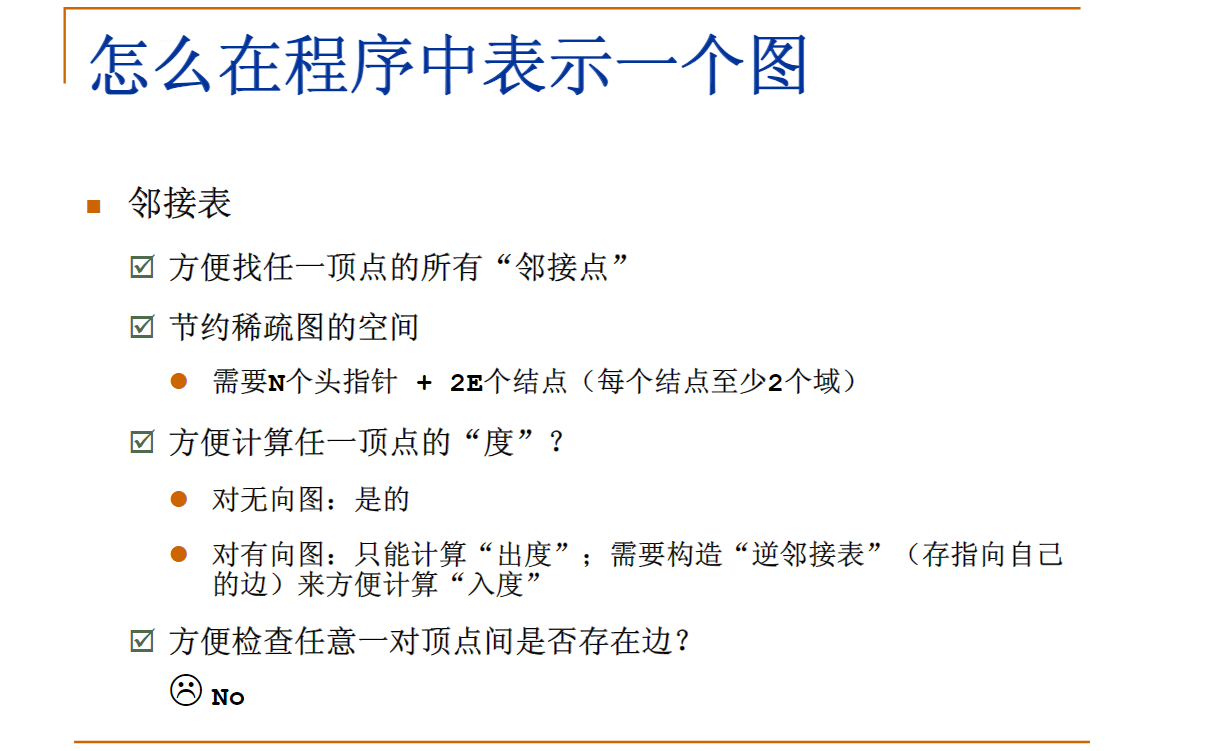 怎么在程序中表示一个图
邻接表
方便找任一顶点的所有“邻接点”
节约稀疏图的空间
需要N个头指针 + 2E个结点（每个结点至少2个域）
方便计算任一顶点的“度”？
对无向图：是的
对有向图：只能计算“出度”；需要构造“逆邻接表”（存指向自己
的边）来方便计算“入度”
方便检查任意一对顶点间是否存在边？
No